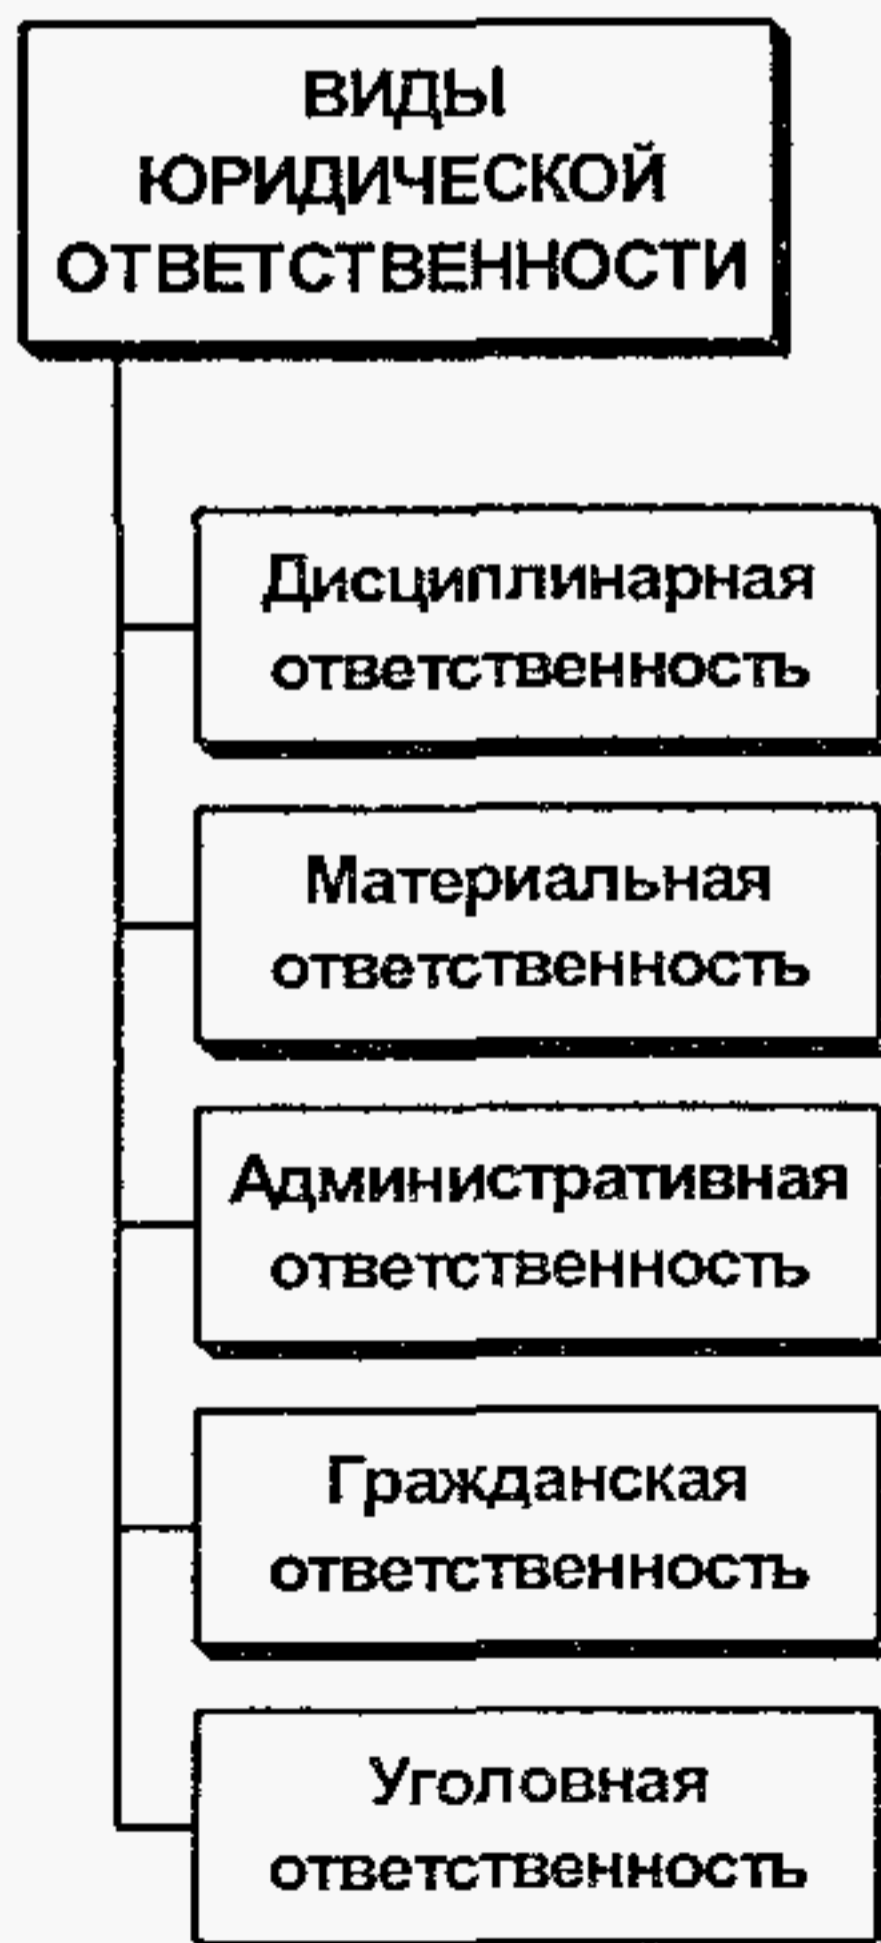 ВИДЫ
ЮРИДИЧЕСКОЙ
ОТВЕТСТВЕННОСТИ
Дисциплинарная
ответственность
Материальная
ответственность
Административная
ответственность
Гражданская
ответственность
Уголовная
ответственность